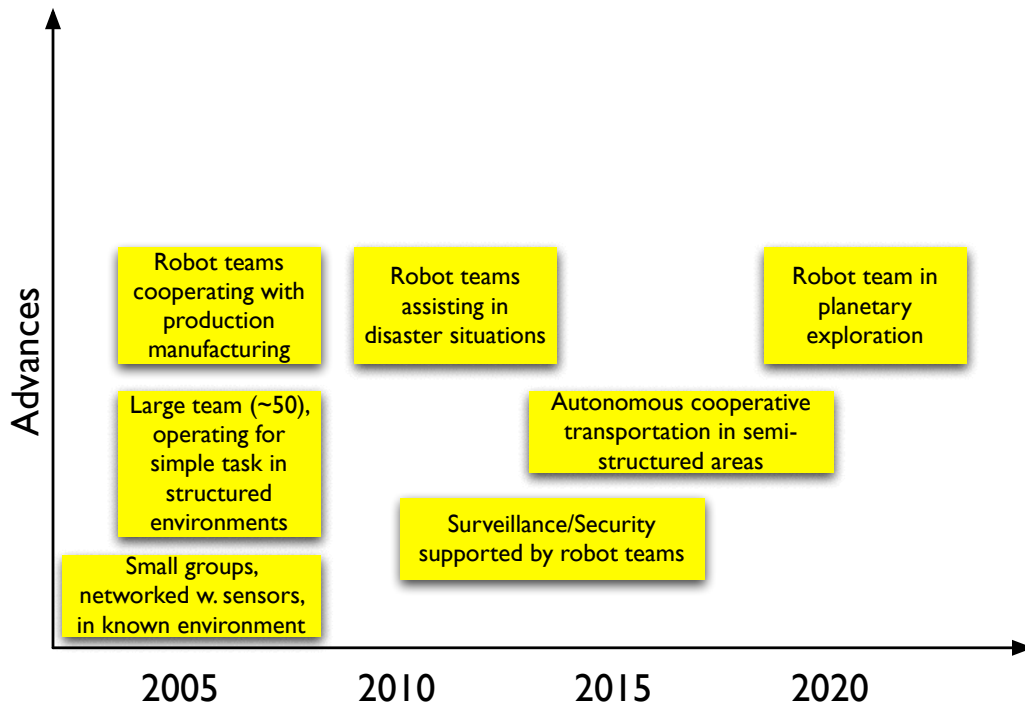 Advances
Robot teams
cooperating with
production
manufacturing
Robot teams
assisting in
disaster situations
Robot team in
planetary
exploration
Large team (~50),
operating for
simple task in
structured
environments
Autonomous cooperative
transportation in semi-
structured areas
Surveillance/Security
supported by robot teams
Small groups,
networked w. sensors,
in known environment
2005
2010
2015
2020